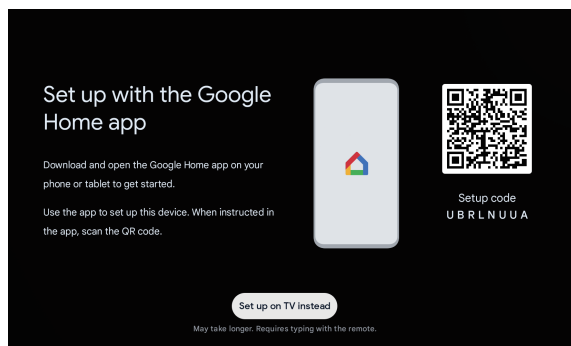 Set up with the Google
Home app
Download and open the Google Home app on your
phone or tablet to get started.
Use the app to set up this device. When instructed in
the app, scan the QR code.
Setup code
UBRLNUUA
Set up on TV instead
May take longer. Requires typing with the remote.